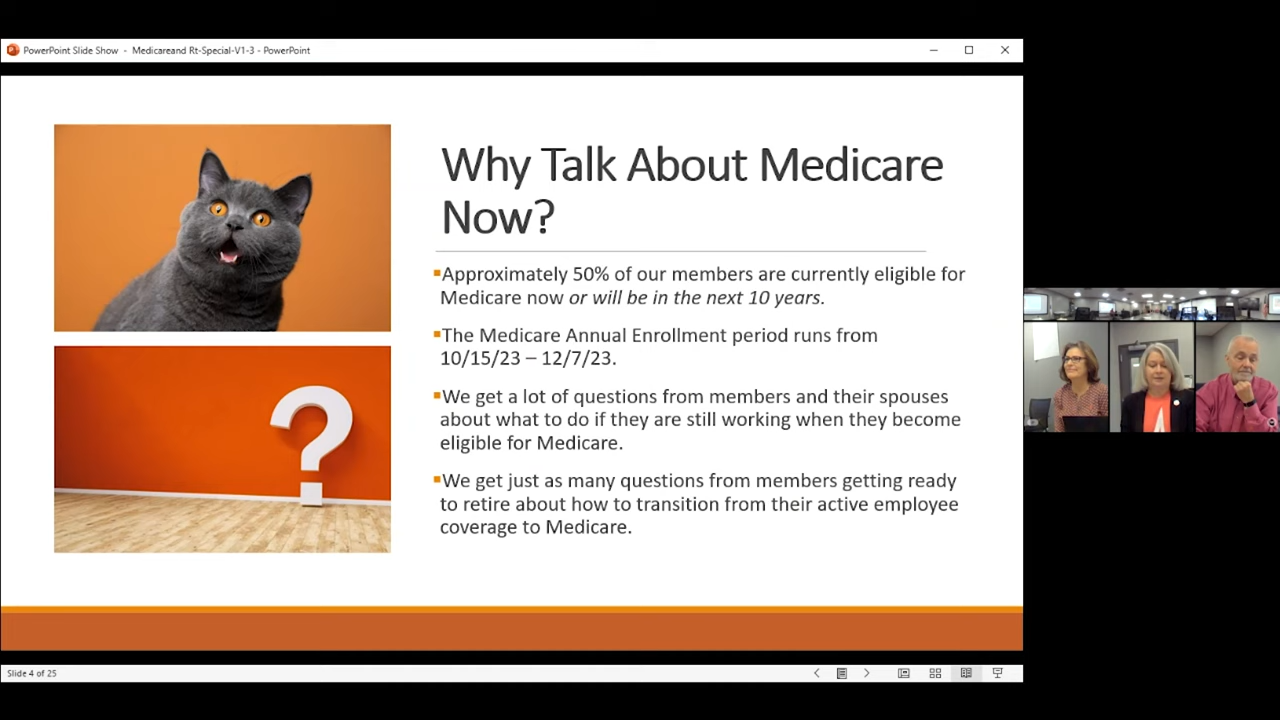 PowerPoint Slide Show - Medicareand Rt-Special-V1-3 - PowerPoint
Why Talk About Medicare
Now?
▪Approximately 50% of our members are currently eligible for
Medicare now or will be in the next 10 years.
▪The Medicare Annual Enrollment period runs from
10/15/23 – 12/7/23.
▪We get a lot of questions from members and their spouses
about what to do if they are still working when they become
eligible for Medicare.
▪We get just as many questions from members getting ready
to retire about how to transition from their active employee
coverage to Medicare.
?
Slide 4 of 25